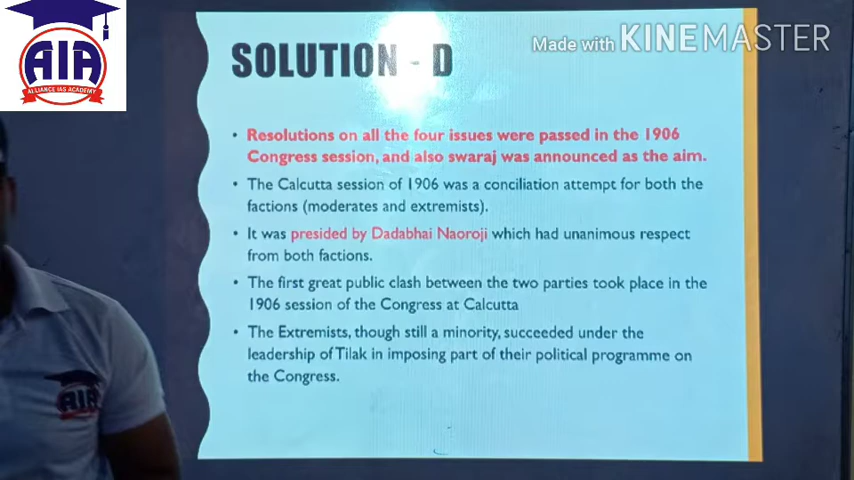 AIA
ALLIANCE IAS ACADEMY
Made with KINEMASTER
SOLUTION - D
• Resolutions on all the four issues were passed in the 1906
Congress session, and also swaraj was announced as the aim.
• The Calcutta session of 1906 was a conciliation attempt for both the
factions (moderates and extremists).
• It was presided by Dadabhai Naoroji which had unanimous respect
from both factions.
• The first great public clash between the two parties took place in the
1906 session of the Congress at Calcutta
• The Extremists, though still a minority, succeeded under the
leadership of Tilak in imposing part of their political programme on
the Congress.
AIA